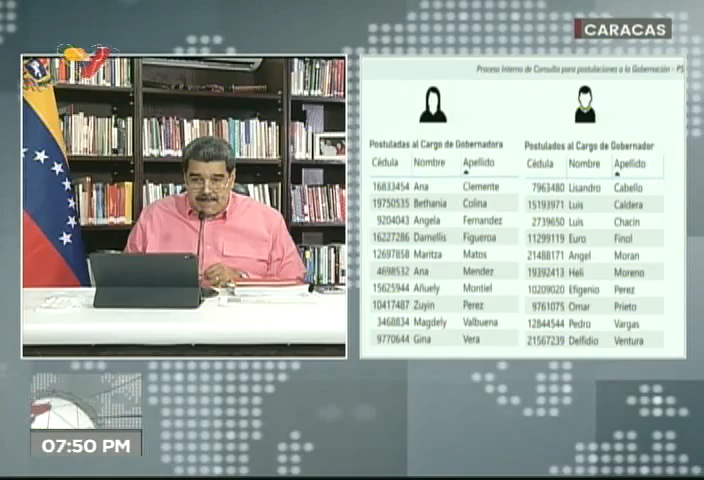 CARACAS
Proceso Interno de Consulta para postulaciones a la Gobernación - PS
Postuladas al Cargo de Gobernadora
Cédula Nombre Apellido
16833454 Ana Clemente
19750535 Bethania Colina
9204043 Angela Fernandez
16227286 Darnellis Figueroa
12697858 Maritza Matos
4698532 Ana Mendez
15625944 Añuely Montiel
10417487 Zuyin Perez
3468834 Magdely Valbuena
9770644 Gina Vera
Postulados al Cargo de Gobernador
Cédula Nombre Apellido
7963480 Lisandro Cabello
15193971 Luis Caldera
2739650 Luis Chacin
11299119 Euro Finol
21488171 Angel Moran
19392413 Heli Moreno
10209020 Efigenio Perez
9761075 Omar Prieto
12844544 Pedro Vargas
21567239 Delfidio Ventura
07:50 PM